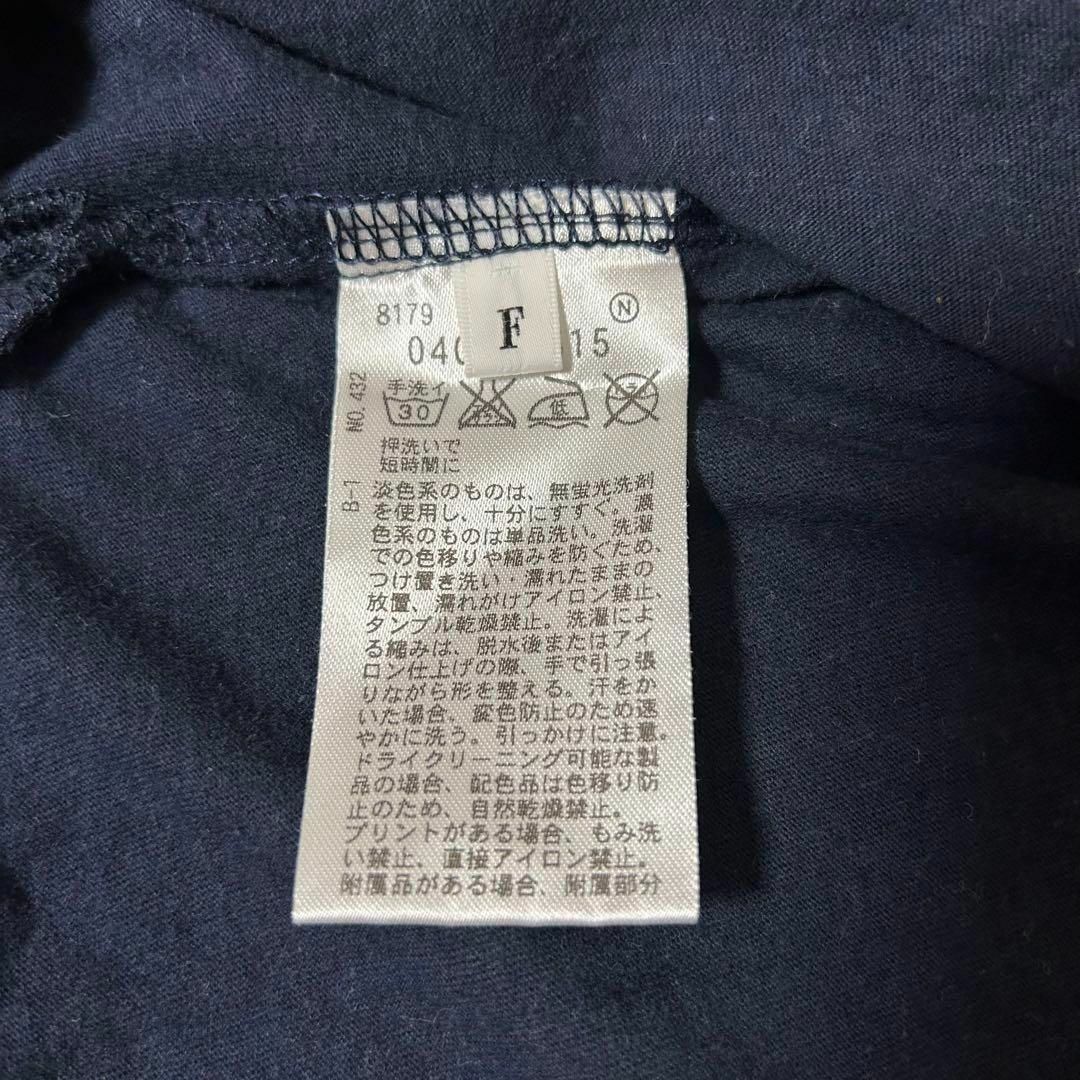 8179
F
N
NO. 432
手洗イ
30
低
押洗いで
短時間に
B-1
淡色系のものは、無蛍光洗剤
を使用し、十分にすすぐ。濃
色系のものは単品洗い。洗濯
での色移りや縮みを防ぐため、
つけ置き洗い・濡れたままの
放置、濡れがけアイロン禁止、
タンブル乾燥禁止。洗濯によ
る縮みは、脱水後またはアイ
ロン仕上げの際、手で引っ張
りながら形を整える。汗をか
いた場合、変色防止のため速
やかに洗う。引っかけに注意。
ドライクリーニング可能な製
品の場合、配色品は色移り防
止のため、自然乾燥禁止。
プリントがある場合、もみ洗
い禁止、直接アイロン禁止。
附属品がある場合、附属部分